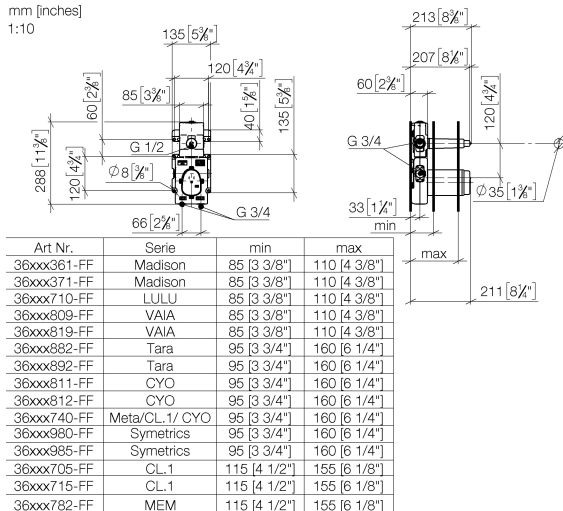 mm [inches]
1:10
135 [5⅜"]
120 [4¾"]
85 [3⅜"]
60 [2⅜"]
40 [1⅝"]
135 [5⅜"]
288 [11⅜"]
120 [4¾"]
G 1/2
Ø 8 [⅜"]
G 3/4
66 [2⅝"]
213 [8⅜"]
207 [8⅛"]
60 [2⅜"]
120 [4¾"]
G 3/4
Ø 35 [1⅜"]
33 [1¼"]
min
max
211 [8¼"]
Art Nr. Serie min max
36xxx361-FF Madison 85 [3 3/8"] 110 [4 3/8"]
36xxx371-FF Madison 85 [3 3/8"] 110 [4 3/8"]
36xxx710-FF LULU 85 [3 3/8"] 110 [4 3/8"]
36xxx809-FF VAIA 85 [3 3/8"] 110 [4 3/8"]
36xxx819-FF VAIA 85 [3 3/8"] 110 [4 3/8"]
36xxx882-FF Tara 95 [3 3/4"] 160 [6 1/4"]
36xxx892-FF Tara 95 [3 3/4"] 160 [6 1/4"]
36xxx811-FF CYO 95 [3 3/4"] 160 [6 1/4"]
36xxx812-FF CYO 95 [3 3/4"] 160 [6 1/4"]
36xxx740-FF Meta/CL.1/ CYO 95 [3 3/4"] 160 [6 1/4"]
36xxx980-FF Symetrics 95 [3 3/4"] 160 [6 1/4"]
36xxx985-FF Symetrics 95 [3 3/4"] 160 [6 1/4"]
36xxx705-FF CL.1 115 [4 1/2"] 155 [6 1/8"]
36xxx715-FF CL.1 115 [4 1/2"] 155 [6 1/8"]
36xxx782-FF MEM 115 [4 1/2"] 155 [6 1/8"]